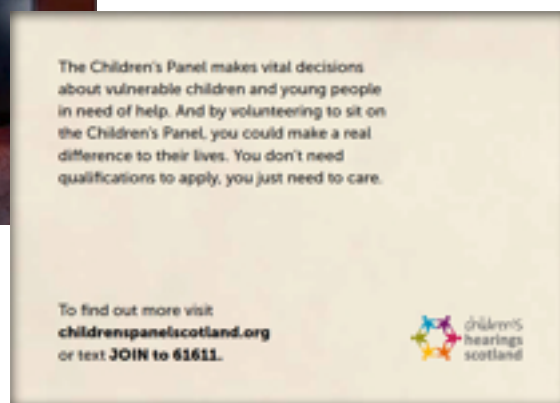 The Children's Panel makes vital decisions
about vulnerable children and young people
in need of help. And by volunteering to sit on
the Children's Panel, you could make a real
difference to their lives. You don't need
qualifications to apply, you just need to care.
To find out more visit
childrenspanelscotland.org
or text JOIN to 61611.
children's
hearings
scotland